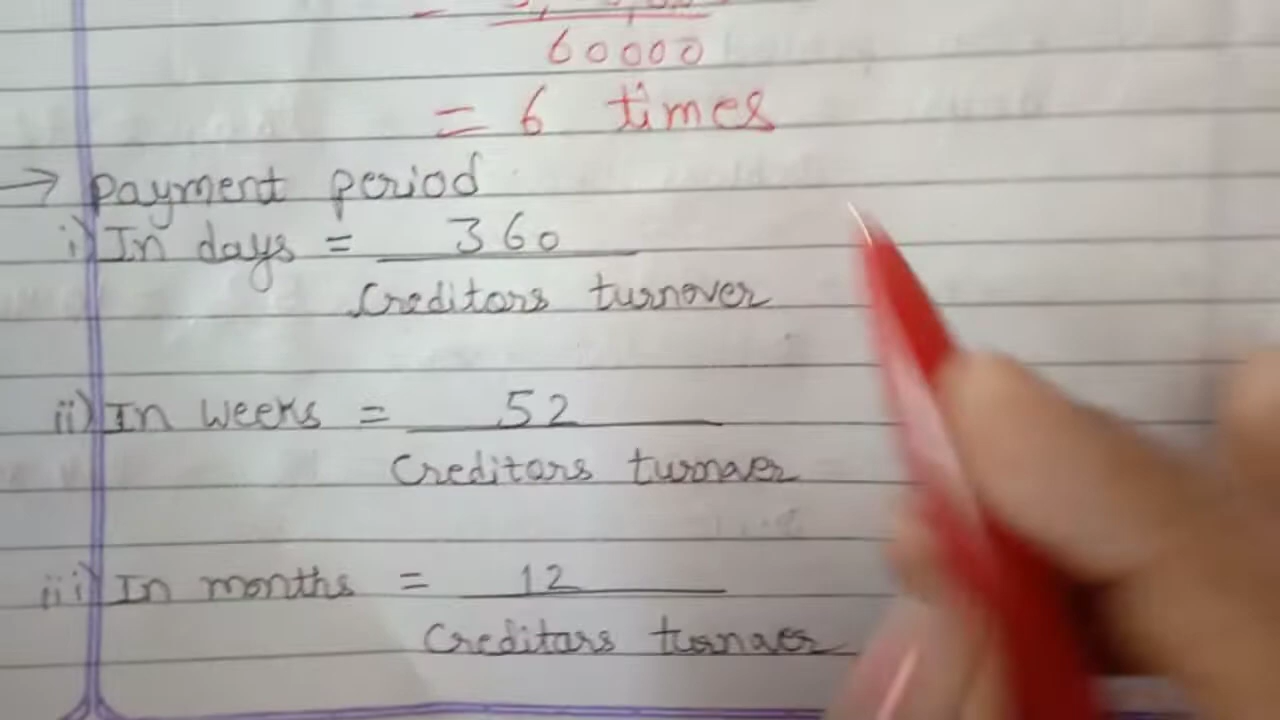 60000
= 6 times
→ payment period
i) In days = 360
Creditors turnover
ii) In weeks = 52
Creditors turnover
iii) In months = 12
Creditors turnover